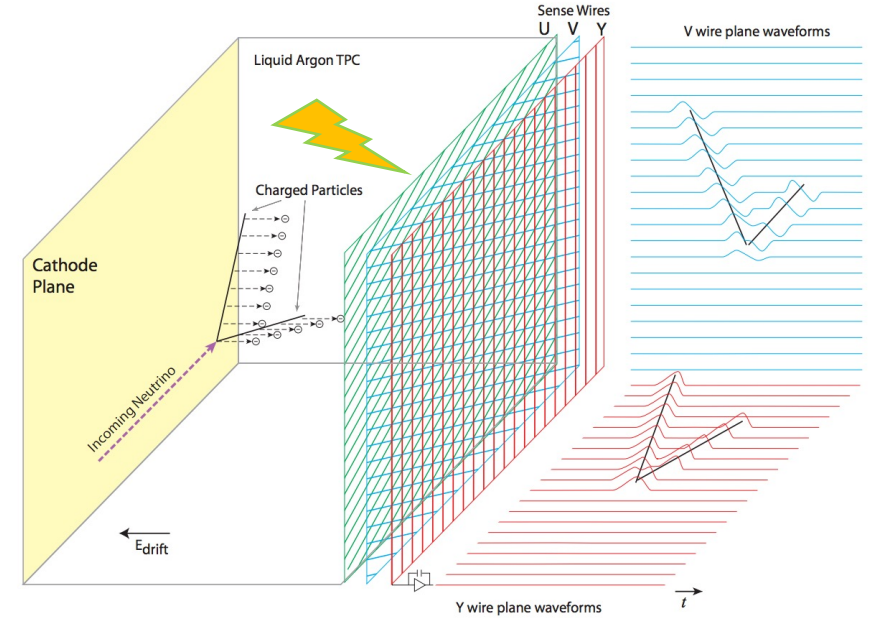 Sense Wires
U V Y
V wire plane waveforms
Liquid Argon TPC
Charged Particles
Cathode
Plane
Incoming Neutrino
Edrift
Y wire plane waveforms
t